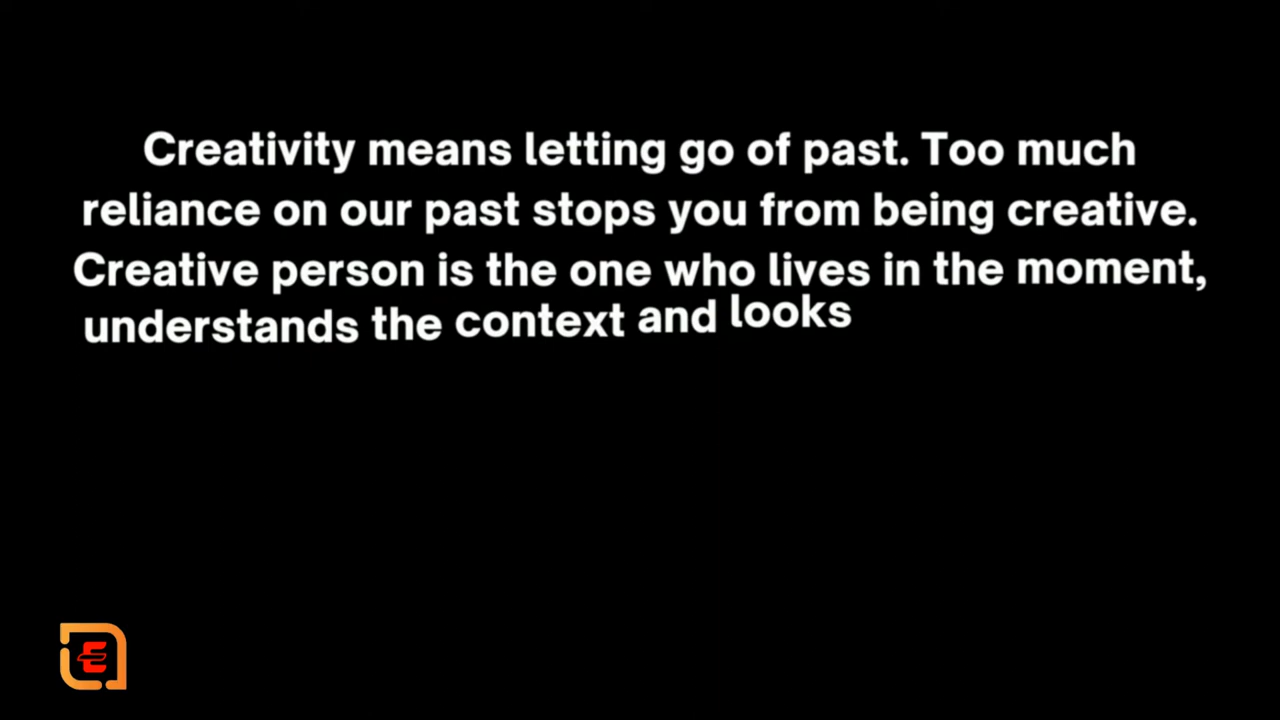 Creativity means letting go of past. Too much
reliance on our past stops you from being creative.
Creative person is the one who lives in the moment,
understands the context and looks
E